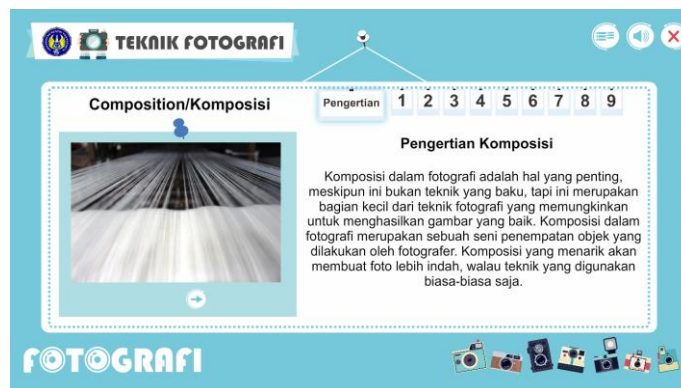 TEKNIK FOTOGRAFI
Composition/Komposisi
Pengertian 1 2 3 4 5 6 7 8 9
Pengertian Komposisi
Komposisi dalam fotografi adalah hal yang penting,
meskipun ini bukan teknik yang baku, tapi ini merupakan
bagian kecil dari teknik fotografi yang memungkinkan
untuk menghasilkan gambar yang baik. Komposisi dalam
fotografi merupakan sebuah seni penempatan objek yang
dilakukan oleh fotografer. Komposisi yang menarik akan
membuat foto lebih indah, walau teknik yang digunakan
biasa-biasa saja.
FOTOGRAFI